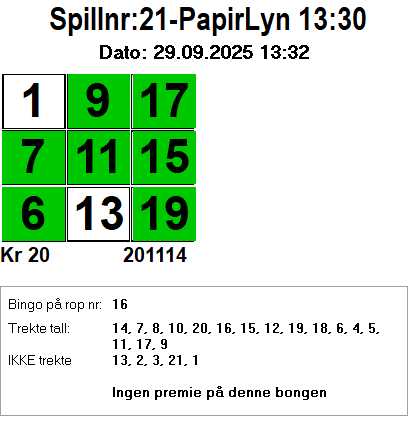 Spillnr:21-PapirLyn 13:30
Dato: 29.09.2025 13:32
1 9 17
7 11 15
6 13 19
Kr 20 201114
Bingo på rop nr: 16
Trekte tall: 14, 7, 8, 10, 20, 16, 15, 12, 19, 18, 6, 4, 5,
11, 17, 9
IKKE trekte 13, 2, 3, 21, 1
Ingen premie på denne bongen